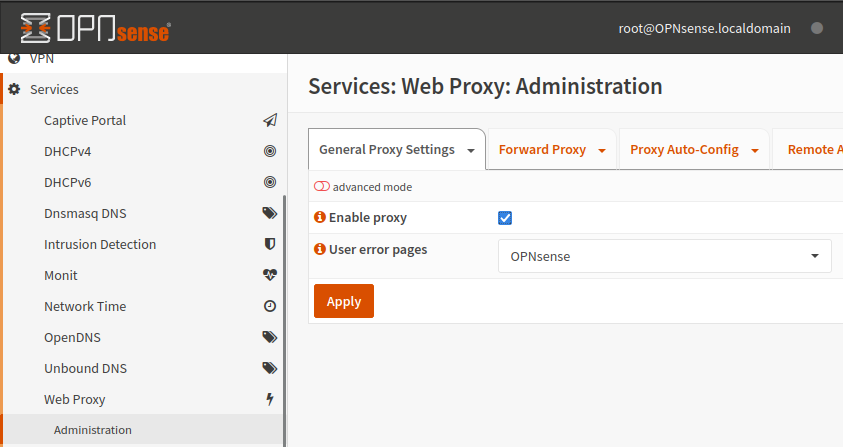 OPNsense
root@OPNsense.localdomain
VPN
Services
Captive Portal
DHCPv4
DHCPv6
Dnsmasq DNS
Intrusion Detection
Monit
Network Time
OpenDNS
Unbound DNS
Web Proxy
Administration
Services: Web Proxy: Administration
General Proxy Settings
Forward Proxy
Proxy Auto-Config
Remote A
advanced mode
Enable proxy
User error pages
OPNsense
Apply